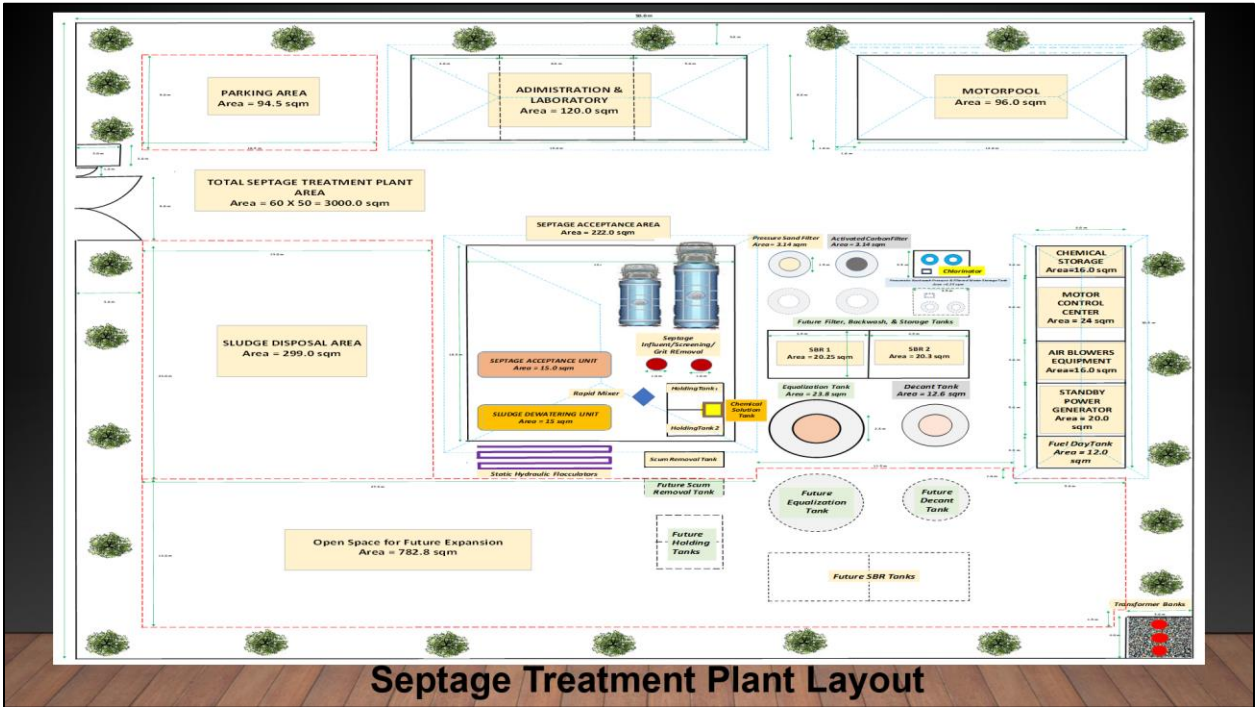 PARKING AREA
Area = 94.5 sqm
ADIMISTRATION &
LABORATORY
Area = 120.0 sqm
MOTORPOOL
Area = 96.0 sqm
TOTAL SEPTAGE TREATMENT PLANT
AREA
Area = 60 X 50 = 3000.0 sqm
SEPTAGE ACCEPTANCE AREA
Area = 222.0 sqm
Pressure Sand Filter
Area = 3.14 sqm
Activated Carbon Filter
Area = 3.14 sqm
Chlorinator
Future Filter, Backwash, & Storage Tanks
CHEMICAL
STORAGE
Area=16.0 sqm
MOTOR
CONTROL
CENTER
Area = 24
AIR BLOWERS
EQUIPMENT
Area=16.0 sqm
STANDBY
POWER
GENERATOR
Area = 20.0
sqm
Fuel DayTank
Area = 12.0
sqm
SLUDGE DISPOSAL AREA
Area = 299.0 sqm
Septage
Influent/Screening/
Grit REmoval
SEPTAGE ACCEPTANCE UNIT
Area = 15.0 sqm
Rapid Mixer
SLUDGE DEWATERING UNIT
Area = 15 sqm
HoldingTank 1
HoldingTank 2
Chemical
Solution
Tank
SBR 1
Area = 20.25 sqm
SBR 2
Area = 20.3 sqm
Equalization Tank
Area = 23.8 sqm
Decant Tank
Area = 12.6 sqm
Static Hydraulic Flocculators
Scum Removal Tank
Future Scum
Removal Tank
Future
Holding
Tanks
Future
Equalization
Tank
Future
Decant
Tank
Open Space for Future Expansion
Area = 782.8 sqm
Future SBR Tanks
Transformer Banks
Septage Treatment Plant Layout